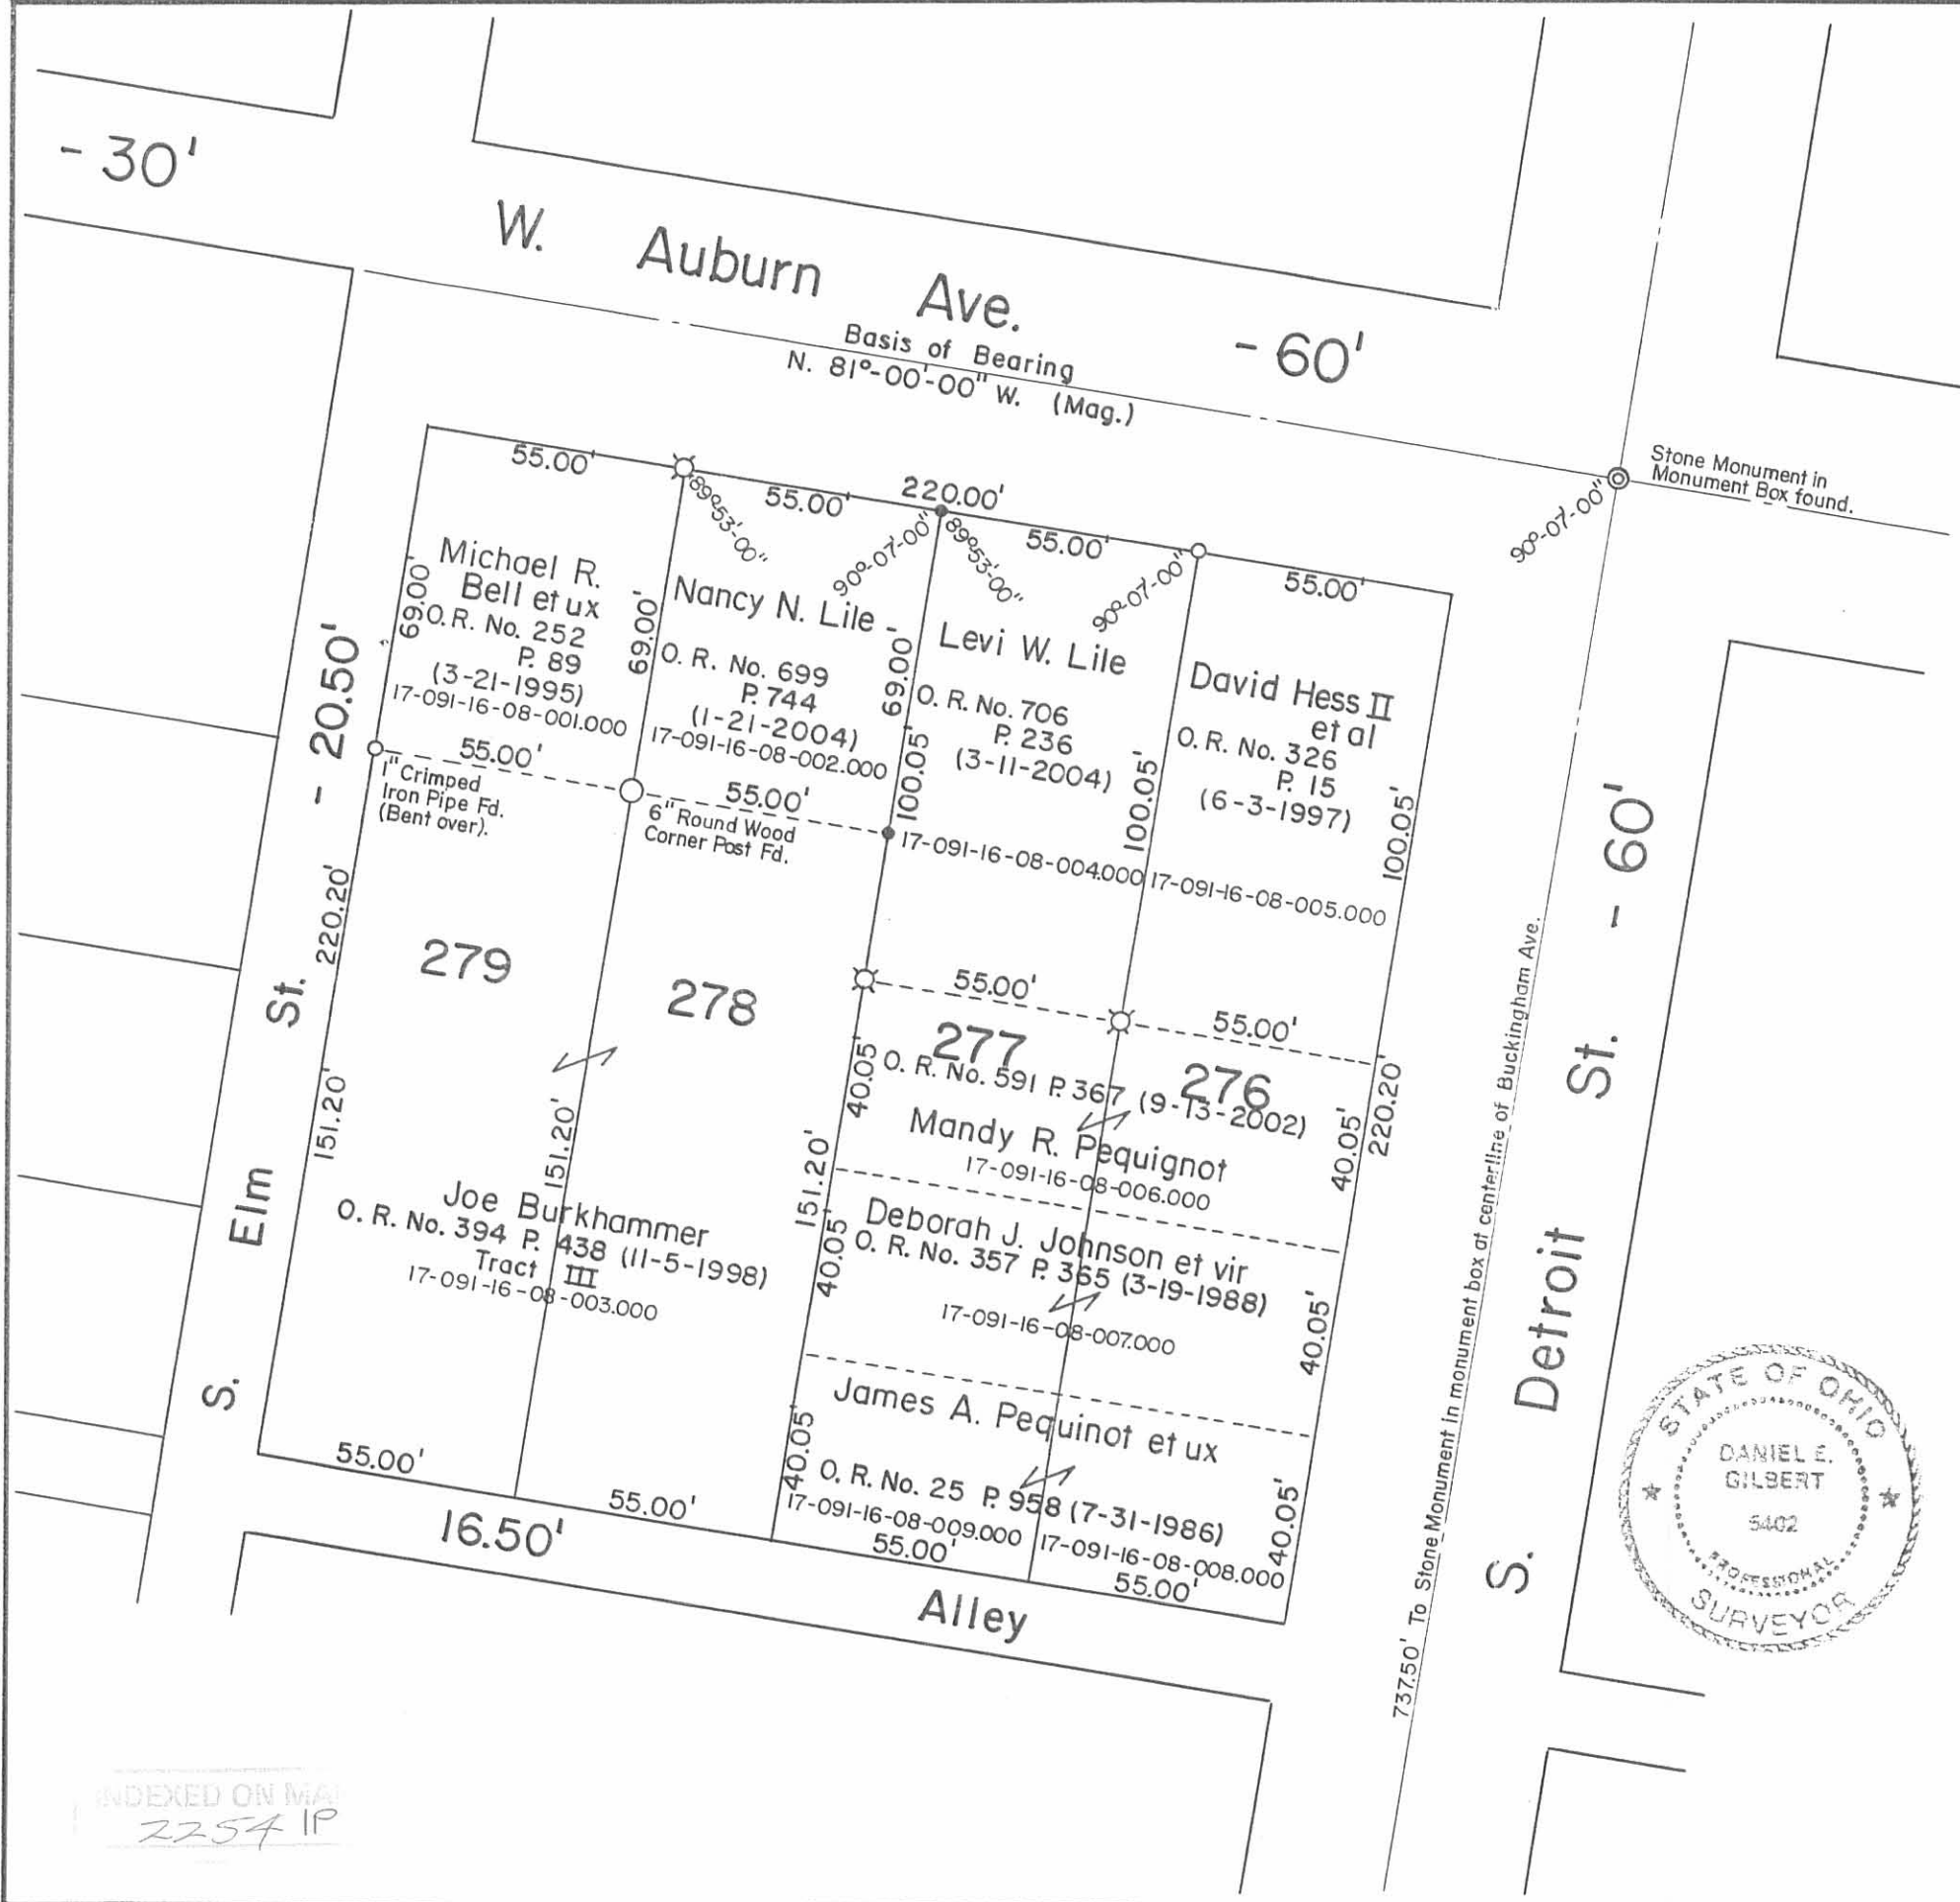 - 30'
W. Auburn Ave. - 60'
Basis of Bearing
N. 81°-00'-00" W. (Mag.)
Stone Monument in
Monument Box found.
90°-07'-00"
55.00'
55.00'
220.00'
55.00'
55.00'
89°53'-00"
90°-07'-00"
89°53'-00"
90°-07'-00"
Michael R.
Bell et ux
O. R. No. 252
P. 89
(3-21-1995)
17-091-16-08-001.000
69.00'
69.00'
Nancy N. Lile -
O. R. No. 699
P. 744
(1-21-2004)
17-091-16-08-002.000
69.00'
100.05'
Levi W. Lile
O. R. No. 706
P. 236
(3-11-2004)
17-091-16-08-004.000
100.05'
David Hess II
et al
O. R. No. 326
P. 15
(6-3-1997)
17-091-16-08-005.000
100.05'
55.00'
1" Crimped
Iron Pipe Fd.
(Bent over).
55.00'
6" Round Wood
Corner Post Fd.
S. Elm St. - 20.50'
220.20'
151.20'
279
278
151.20'
Joe Burkhammer
O. R. No. 394 P. 438 (11-5-1998)
Tract III
17-091-16-08-003.000
55.00'
55.00'
277
276
40.05'
O. R. No. 591 P. 367 (9-13-2002)
Mandy R. Pequignot
17-091-16-08-006.000
40.05'
220.20'
151.20'
40.05'
Deborah J. Johnson et vir
O. R. No. 357 P. 365 (3-19-1988)
17-091-16-08-007.000
40.05'
James A. Pequinot et ux
40.05'
O. R. No. 25 P. 958 (7-31-1986)
17-091-16-08-009.000
17-091-16-08-008.000
40.05'
55.00'
55.00'
55.00'
55.00'
16.50'
Alley
737.50' To Stone Monument in monument box at centerline of Buckingham Ave.
S. Detroit St. - 60'
STATE OF OHIO
DANIEL E.
GILBERT
5402
PROFESSIONAL
SURVEYOR
INDEXED ON
2254 IP